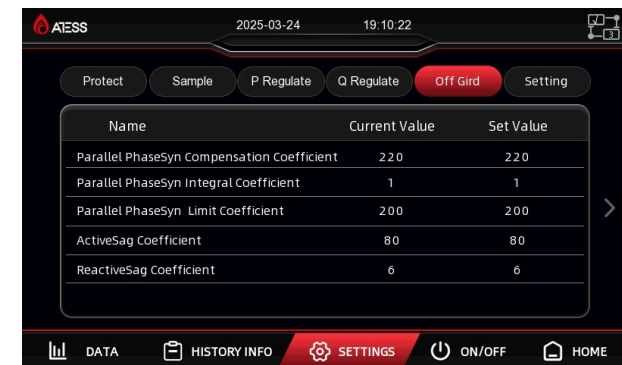 ATESS 2025-03-24 19:10:22
3
Protect Sample P Regulate Q Regulate Off Gird Setting
Name Current Value Set Value
Parallel PhaseSyn Compensation Coefficient 220 220
Parallel PhaseSyn Integral Coefficient 1 1
Parallel PhaseSyn Limit Coefficient 200 200
ActiveSag Coefficient 80 80
ReactiveSag Coefficient 6 6
DATA HISTORY INFO SETTINGS ON/OFF HOME